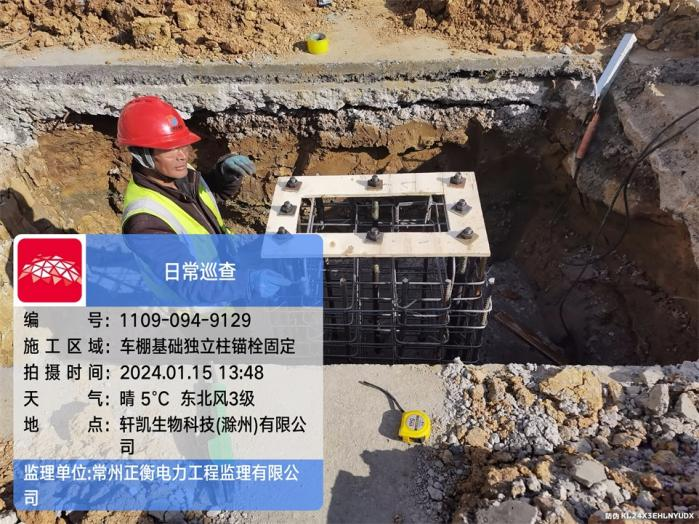 日常巡查
编号：1109-094-9129
施工区域：车棚基础独立柱锚栓固定
拍摄时间：2024.01.15 13:48
天气：晴 5°C 东北风3级
地点：轩凯生物科技(滁州)有限公
司
监理单位:常州正衡电力工程监理有限公
司
防伪 KL24X3EHLNYUDX